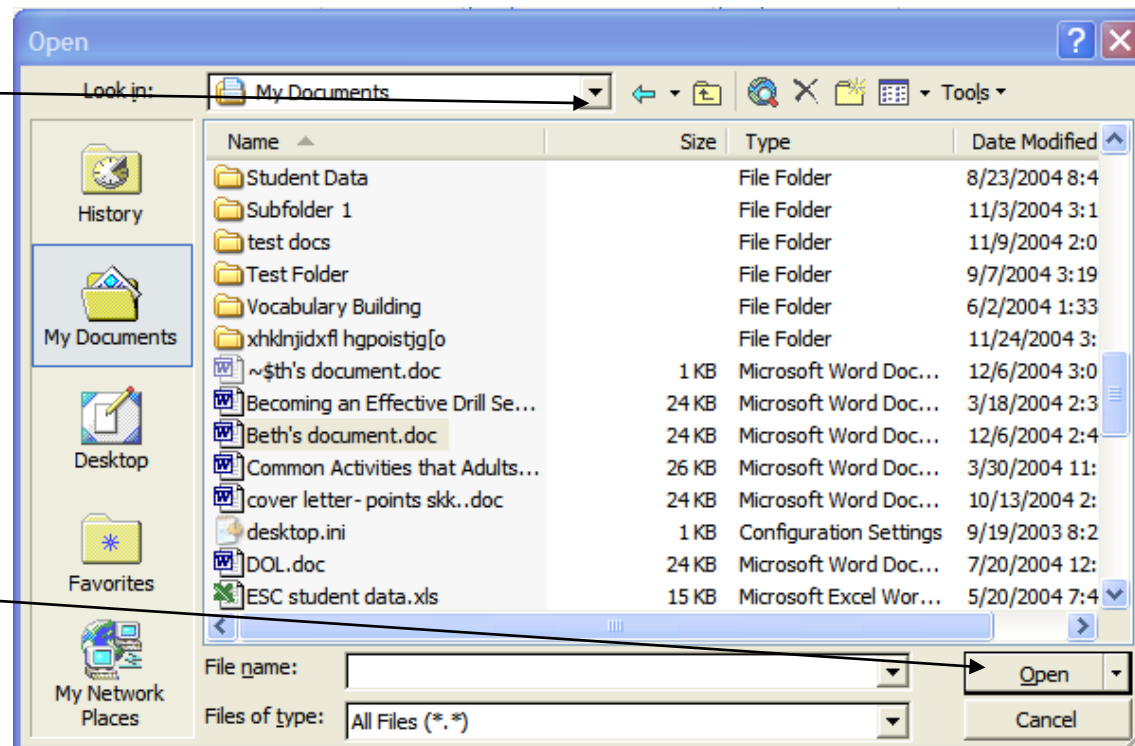 Open
Look in: My Documents Tools
Name Size Type Date Modified
Student Data File Folder 8/23/2004 8:4
Subfolder 1 File Folder 11/3/2004 3:1
test docs File Folder 11/9/2004 2:0
Test Folder File Folder 9/7/2004 3:19
Vocabulary Building File Folder 6/2/2004 1:33
xhklnjidxfl hgpoistjg[o File Folder 11/24/2004 3:
~$th's document.doc 1 KB Microsoft Word Doc... 12/6/2004 3:0
Becoming an Effective Drill Se... 24 KB Microsoft Word Doc... 3/18/2004 2:3
Beth's document.doc 24 KB Microsoft Word Doc... 12/6/2004 2:4
Common Activities that Adults... 26 KB Microsoft Word Doc... 3/30/2004 11:
cover letter- points skk..doc 24 KB Microsoft Word Doc... 10/13/2004 2:
desktop.ini 1 KB Configuration Settings 9/19/2003 8:2
DOL.doc 24 KB Microsoft Word Doc... 7/20/2004 12:
ESC student data.xls 15 KB Microsoft Excel Wor... 5/20/2004 7:4
History
My Documents
Desktop
Favorites
My Network
Places
File name: Open
Files of type: All Files (*.*) Cancel